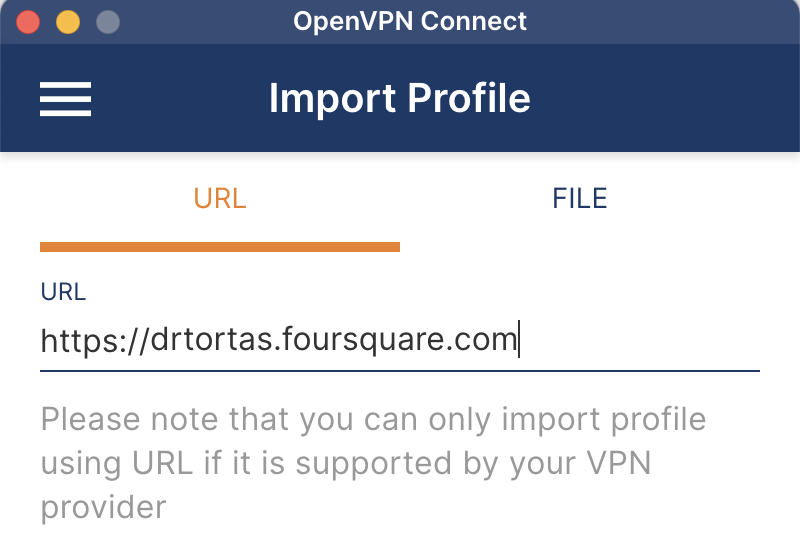 OpenVPN Connect
Import Profile
URL
FILE
URL
https://drtortas.foursquare.com
Please note that you can only import profile
using URL if it is supported by your VPN
provider